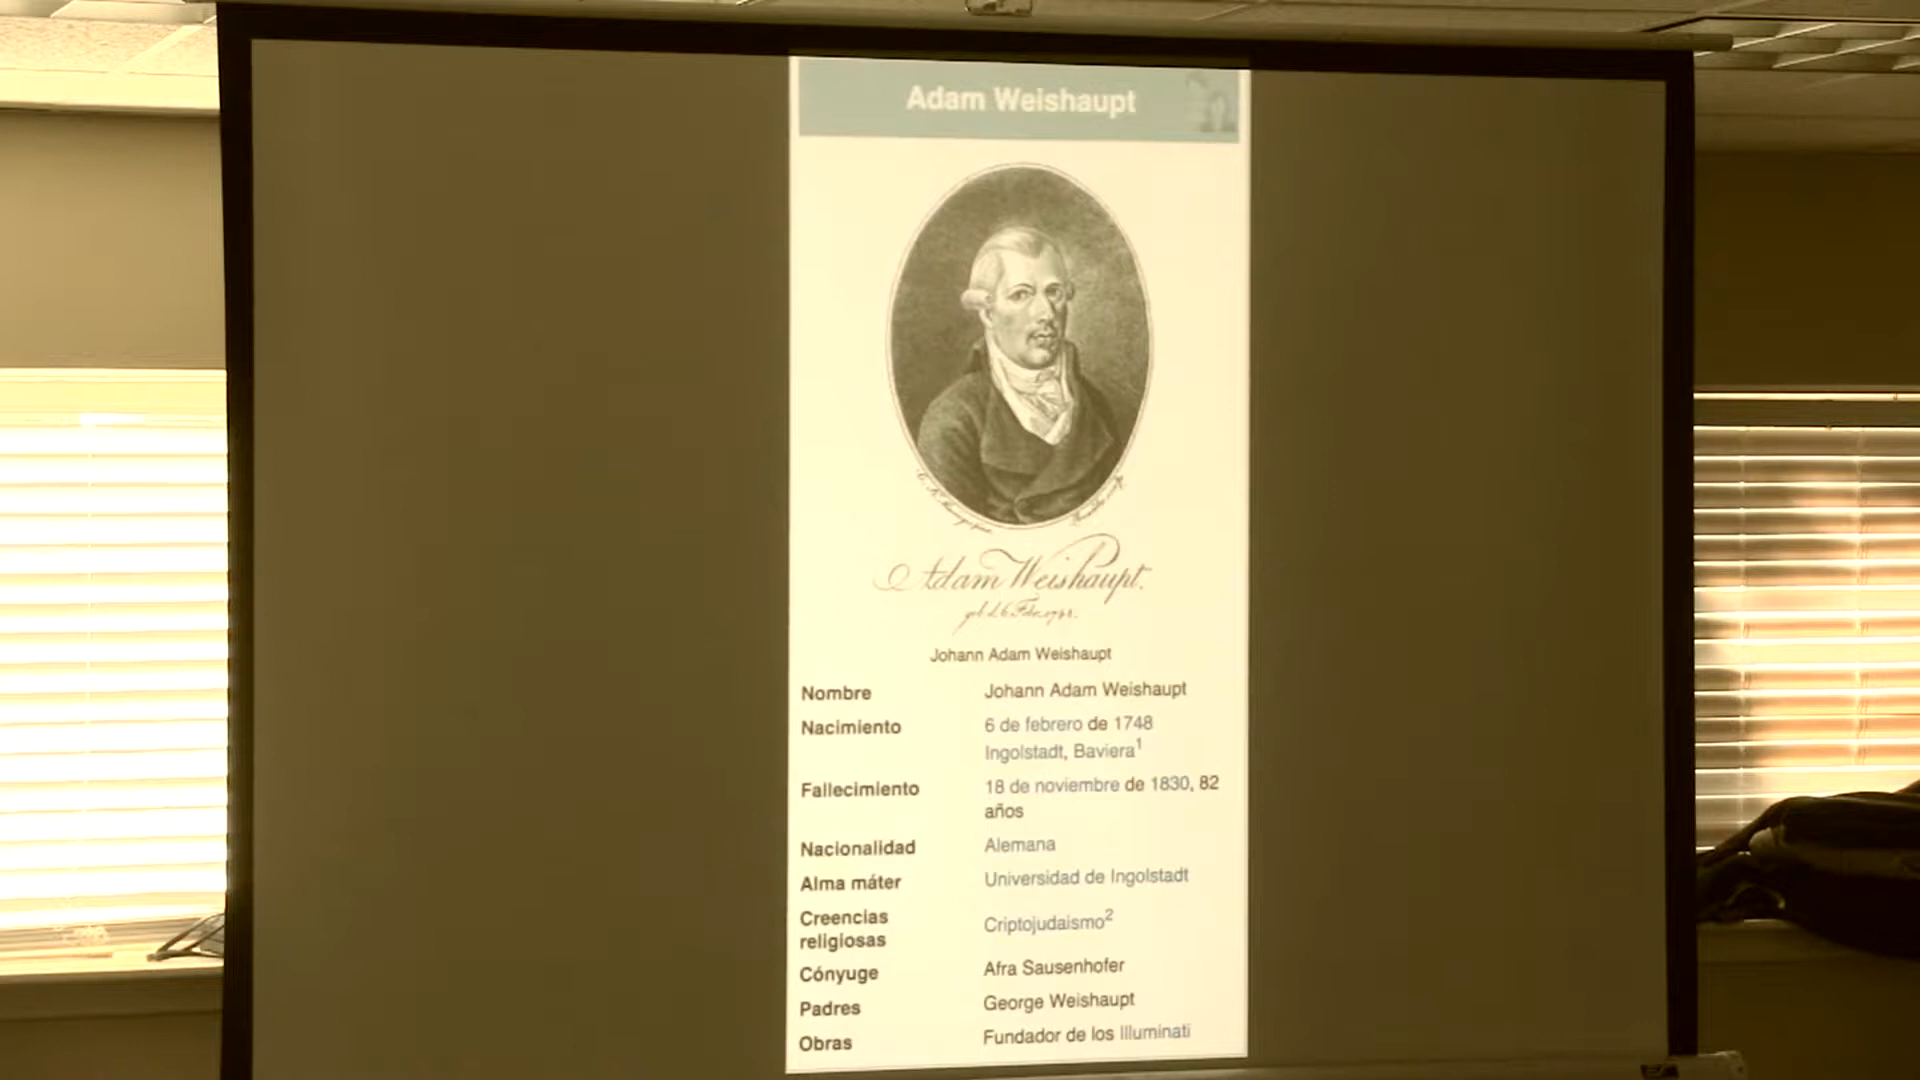 Adam Weishaupt
Adam Weishaupt.
Johann Adam Weishaupt
Nombre Johann Adam Weishaupt
Nacimiento 6 de febrero de 1748
Ingolstadt, Baviera1
Fallecimiento 18 de noviembre de 1830, 82
años
Nacionalidad Alemana
Alma máter Universidad de Ingolstadt
Creencias
religiosas Criptojudaismo2
Cónyuge Afra Sausenhofer
Padres George Weishaupt
Obras Fundador de los Illuminati